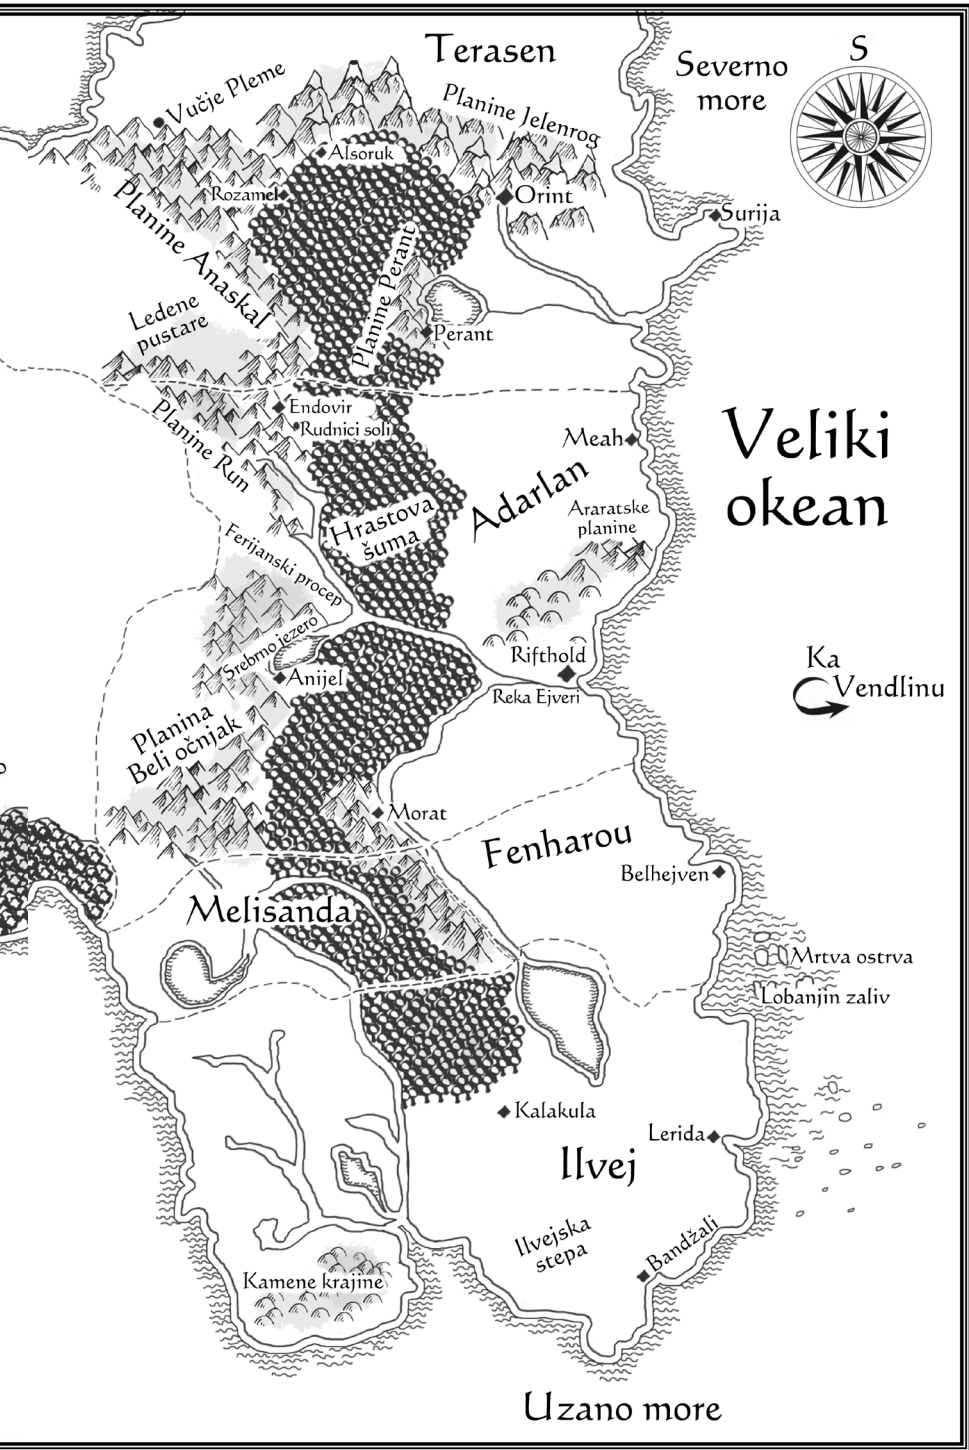 Terasen
Severno
more
S
Vučje Pleme
Planine Jelenrog
Alsoruk
Rozamel
Orint
Surija
Planine Anaskal
Planine Perant
Ledene
pustare
Perant
Endovir
Rudnici soli
Planine Run
Meah
Veliki
okean
Adarlan
Hrastova
šuma
Araratske
planine
Ferijanski procep
Srebrno jezero
Rifthold
Ka
Vendlinu
Anijel
Reka Ejveri
Planina
Beli očnjak
Morat
Fenharou
Belhejven
Melisanda
Mrtva ostrva
Lobanjin zaliv
Kalakula
Lerida
Ilvej
Ilvejska
stepa
Bandžali
Kamene krajine
Uzano more